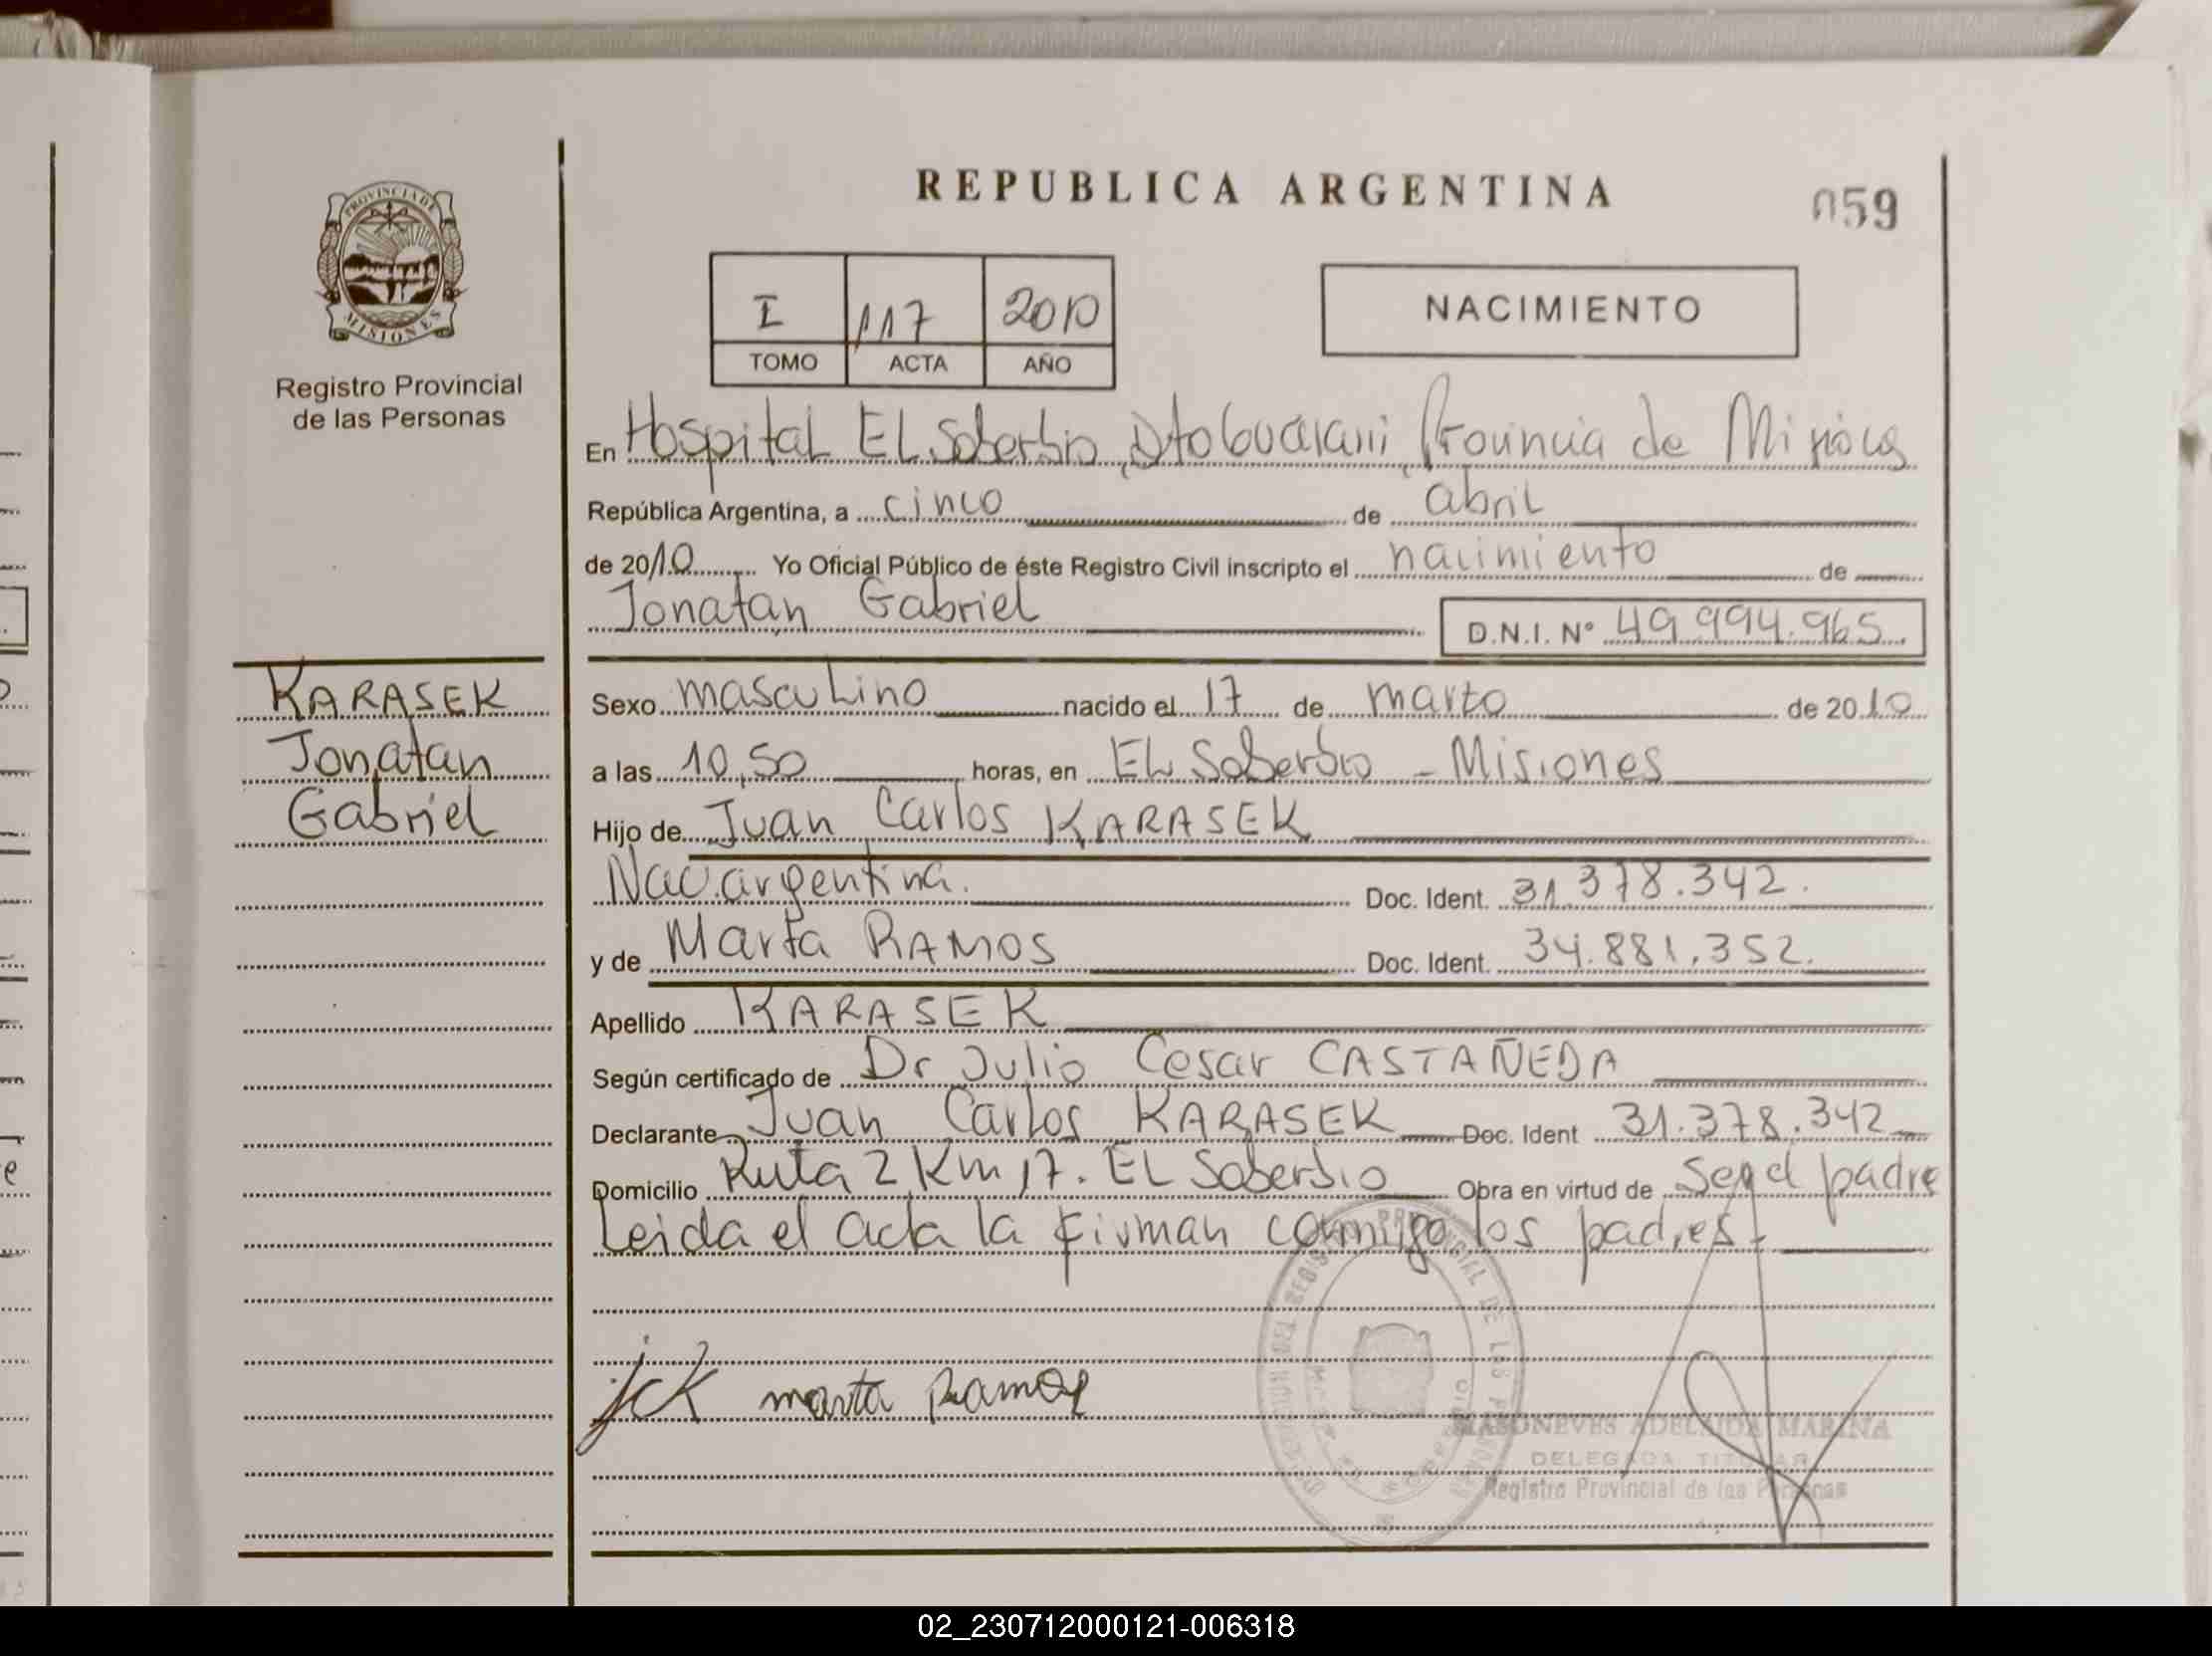 REPUBLICA ARGENTINA
059
PROVINCIA DE
MISIONES
Registro Provincial
de las Personas
I 117 2010
TOMO ACTA AÑO
NACIMIENTO
En Hospital EL Soberbio, Dto Guarani Provincia de Misiones
República Argentina, a cinco de abril
de 2010 Yo Oficial Público de éste Registro Civil inscripto el nacimiento de
Jonatan Gabriel D.N.I. Nº 49.994.965.
KARASEK
Jonatan
Gabriel
Sexo masculino nacido el 17 de marzo de 2010
a las 10,50 horas, en EL Soberbio - Misiones
Hijo de Juan Carlos KARASEK
Nac. argentina. Doc. Ident. 31.378.342.
y de Marta RAMOS Doc. Ident. 34.881.352.
Apellido KARASEK
Según certificado de Dr Julio Cesar CASTAÑEDA
Declarante Juan Carlos KARASEK Doc. Ident 31.378.342
Domicilio Ruta 2 Km 17. EL Soberbio Obra en virtud de Ser el padre
Leida el acta la firman conmigo los padres.
jcK marta Ramos
ADELAIDA MARINA
DELEGADA TITULAR
Registro Provincial de las Personas
02_230712000121-006318